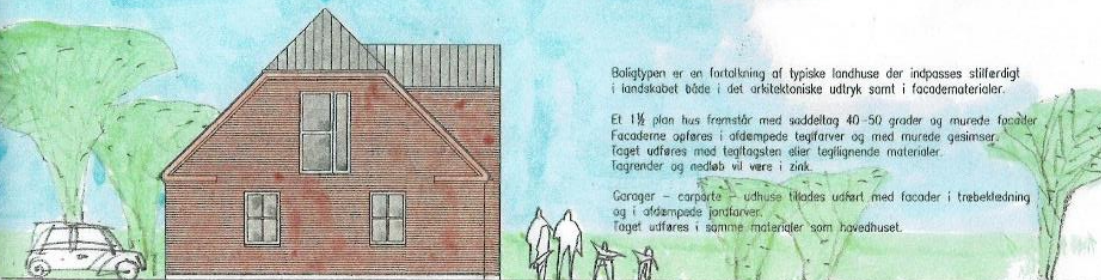 Boligtypen er en fortolkning af typiske landhuse der indpasses stilfærdigt
i landskabet både i det arkitektoniske udtryk samt i facadematerialer.
Et 1½ plan hus fremstår med saddeltag 40-50 grader og murede facader
Facaderne opføres i afdæmpede teglfarver og med murede gesimser.
Taget udføres med tegltagsten eller tegllignende materialer.
Tagrender og nedløb vil være i zink.
Garager - carporte - udhuse tillades udført med facader i træbeklædning
og i afdæmpede jordfarver.
Taget udføres i samme materialer som hovedhuset.